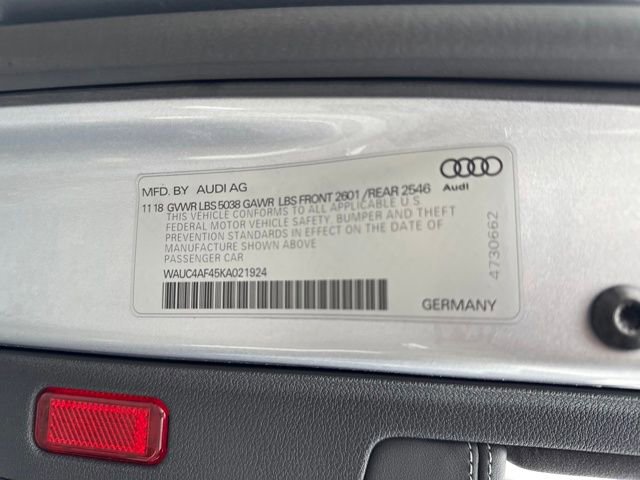 MFD. BY AUDI AG
11 18 GVWR LBS 5038 GAWR LBS FRONT 2601 /REAR 2546
THIS VEHICLE CONFORMS TO ALL APPLICABLE U.S.
FEDERAL MOTOR VEHICLE SAFETY, BUMPER AND THEFT
PREVENTION STANDARDS IN EFFECT ON THE DATE OF
MANUFACTURE SHOWN ABOVE
PASSENGER CAR
WAUC4AF45KA021924
Audi
4730662
GERMANY